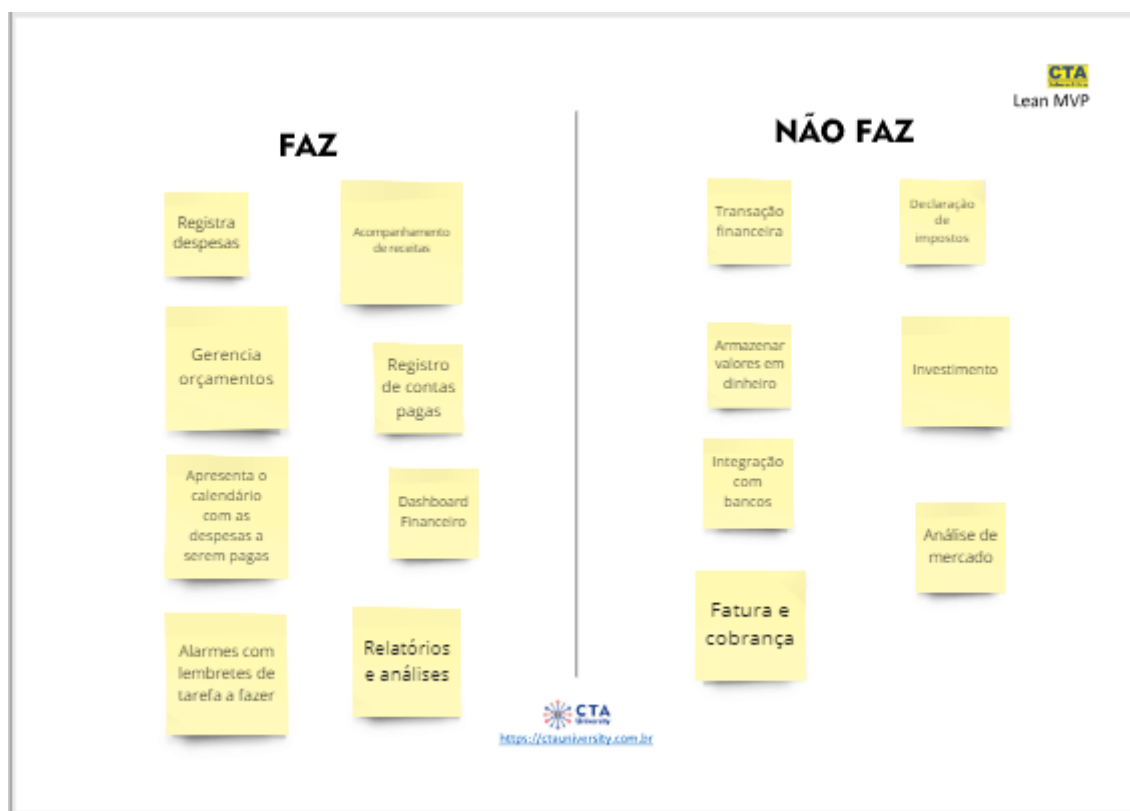 CTA
Lean MVP
FAZ
Registra
despesas
Acompanhamento
de receitas
Gerencia
orçamentos
Registro
de contas
pagas
Apresenta o
calendário
com as
despesas a
serem pagas
Dashboard
Financeiro
Alarmes com
lembretes de
tarefa a fazer
Relatórios
e análises
NÃO FAZ
Transação
financeira
Declaração
de
impostos
Armazenar
valores em
dinheiro
Investimento
Integração
com
bancos
Análise de
mercado
Fatura e
cobrança
CTA
University
https://ctauniversity.com.br